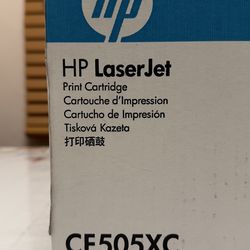 hp
HP LaserJet
Print Cartridge
Cartouche d'Impression
Cartucho de Impresión
Tisková Kazeta
打印硒鼓
CE505XC